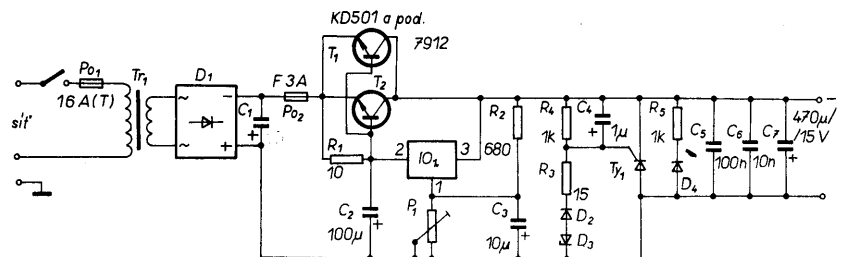 KD501 a pod.
7912
T1
T2
síť
Po1
16A(T)
Tr1
D1
~
~
−
+
C1
+
F3A
Po2
R1
10
2
IO1
3
1
C2
100µ
+
P1
R2
680
C3
10µ
+
R4
1k
C4
1µ
+
R3
15
D2
D3
Ty1
R5
1k
D4
C5
100n
C6
10n
C7
+
470µ/
/15V
−